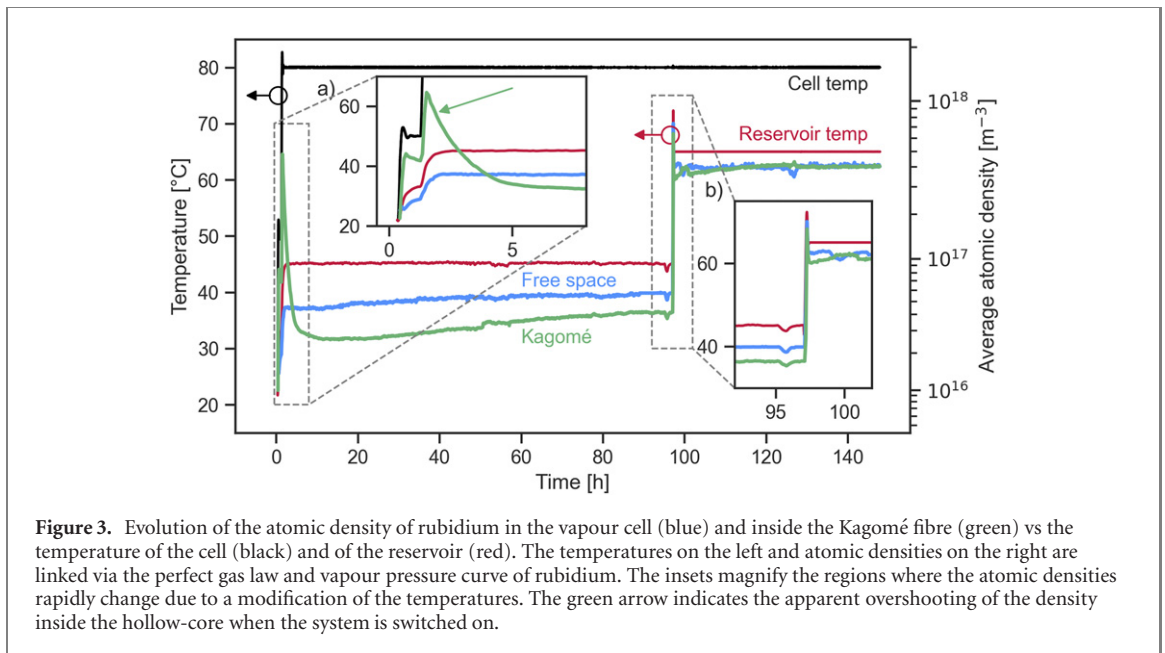 80
70
60
50
40
30
20
Temperature [°C]
0
20
40
60
80
100
120
140
Time [h]
10¹⁸
10¹⁷
10¹⁶
Average atomic density [m⁻³]
Cell temp
Reservoir temp
Free space
Kagomé
a)
60
40
20
0
5
b)
60
40
95
100
Figure 3. Evolution of the atomic density of rubidium in the vapour cell (blue) and inside the Kagomé fibre (green) vs the
temperature of the cell (black) and of the reservoir (red). The temperatures on the left and atomic densities on the right are
linked via the perfect gas law and vapour pressure curve of rubidium. The insets magnify the regions where the atomic densities
rapidly change due to a modification of the temperatures. The green arrow indicates the apparent overshooting of the density
inside the hollow-core when the system is switched on.